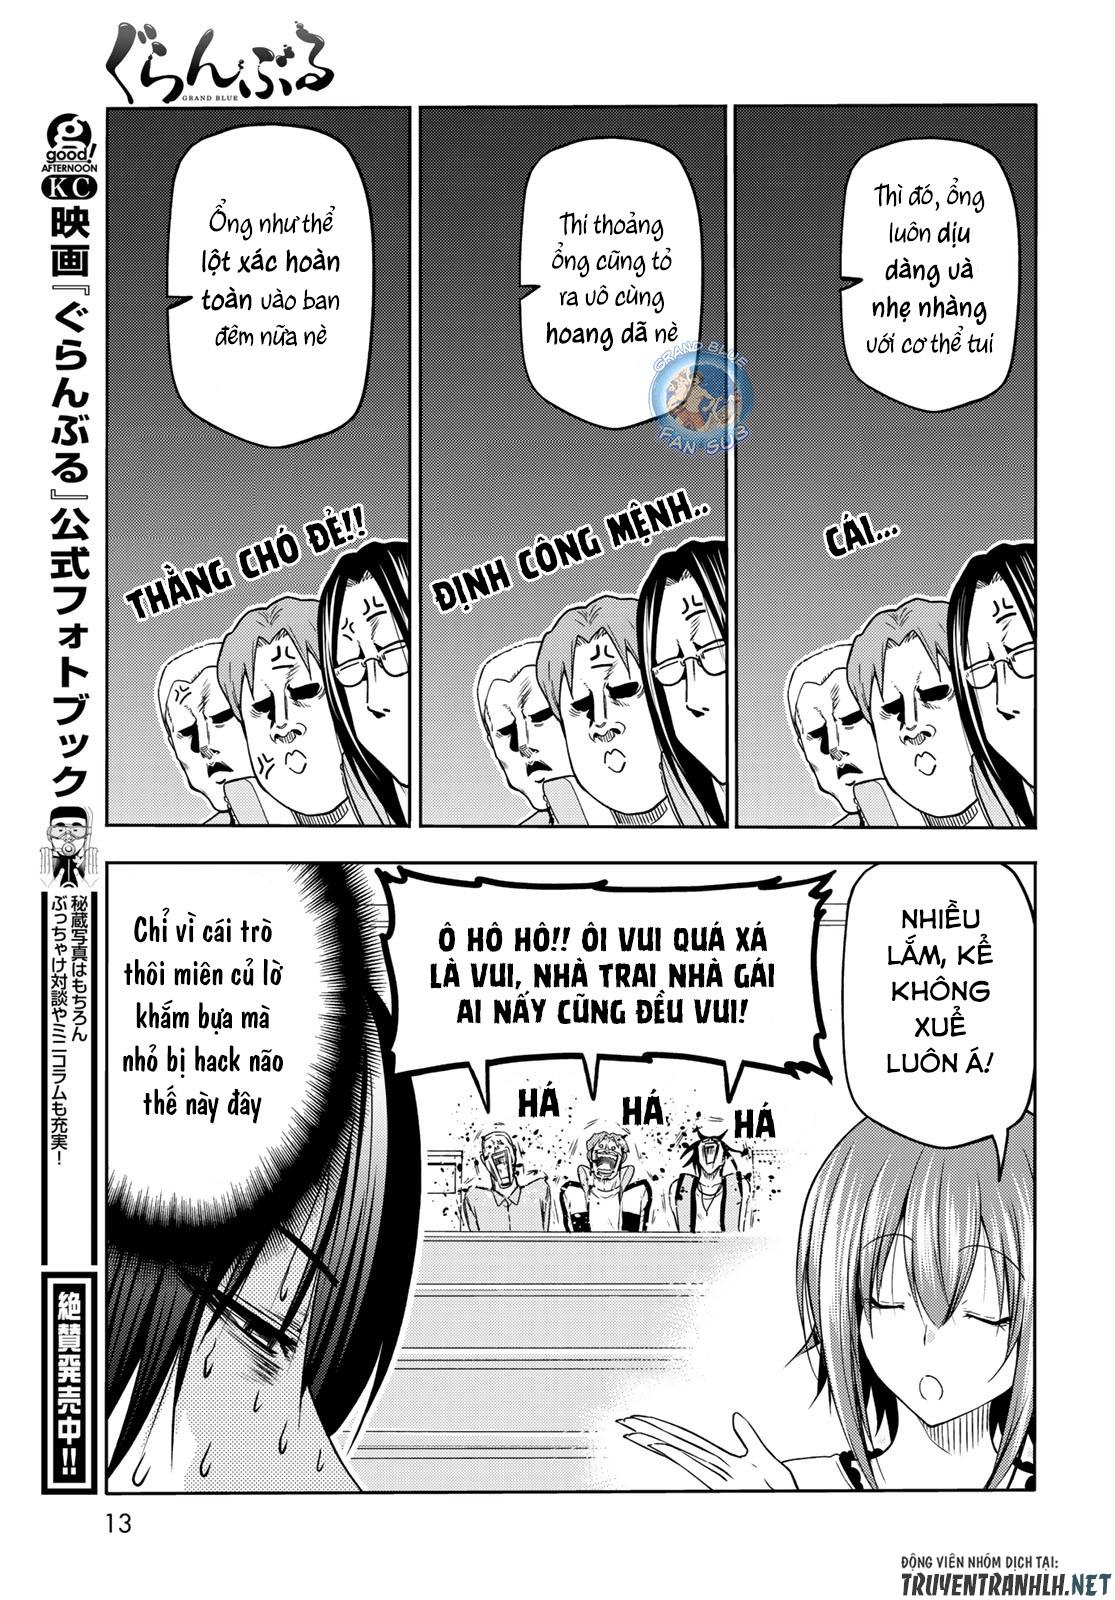 ぐらんぶる
GRAND BLUE
good!
AFTERNOON
KC
映画『ぐらんぶる』公式フォトブック
秘蔵写真はもちろん
ぶっちゃけ対談やミニコラムも充実!
絶賛発売中!!
Thì đó, ổng
luôn dịu
dàng và
nhẹ nhàng
với cơ thể tui
CÁI...
Thi thoảng
ổng cũng tỏ
ra vô cùng
hoang dã nè
GRAND BLUE
FAN SUB
ĐỊNH CÔNG MỆNH..
Ổng như thể
lột xác hoàn
toàn vào ban
đêm nữa nè
THẰNG CHÓ ĐẺ!!
NHIỀU
LẮM, KỂ
KHÔNG
XUỂ
LUÔN Á!
Ô HÔ HÔ!! ÔI VUI QUÁ XÁ
LÀ VUI, NHÀ TRAI NHÀ GÁI
AI NẤY CŨNG ĐỀU VUI!
HÁ
HÁ
HÁ
Chỉ vì cái trò
thôi miên củ lờ
khắm bựa mà
nhỏ bị hack não
thế này đây
13
ĐỘNG VIÊN NHÓM DỊCH TẠI:
TRUYENTRANHLH.NET